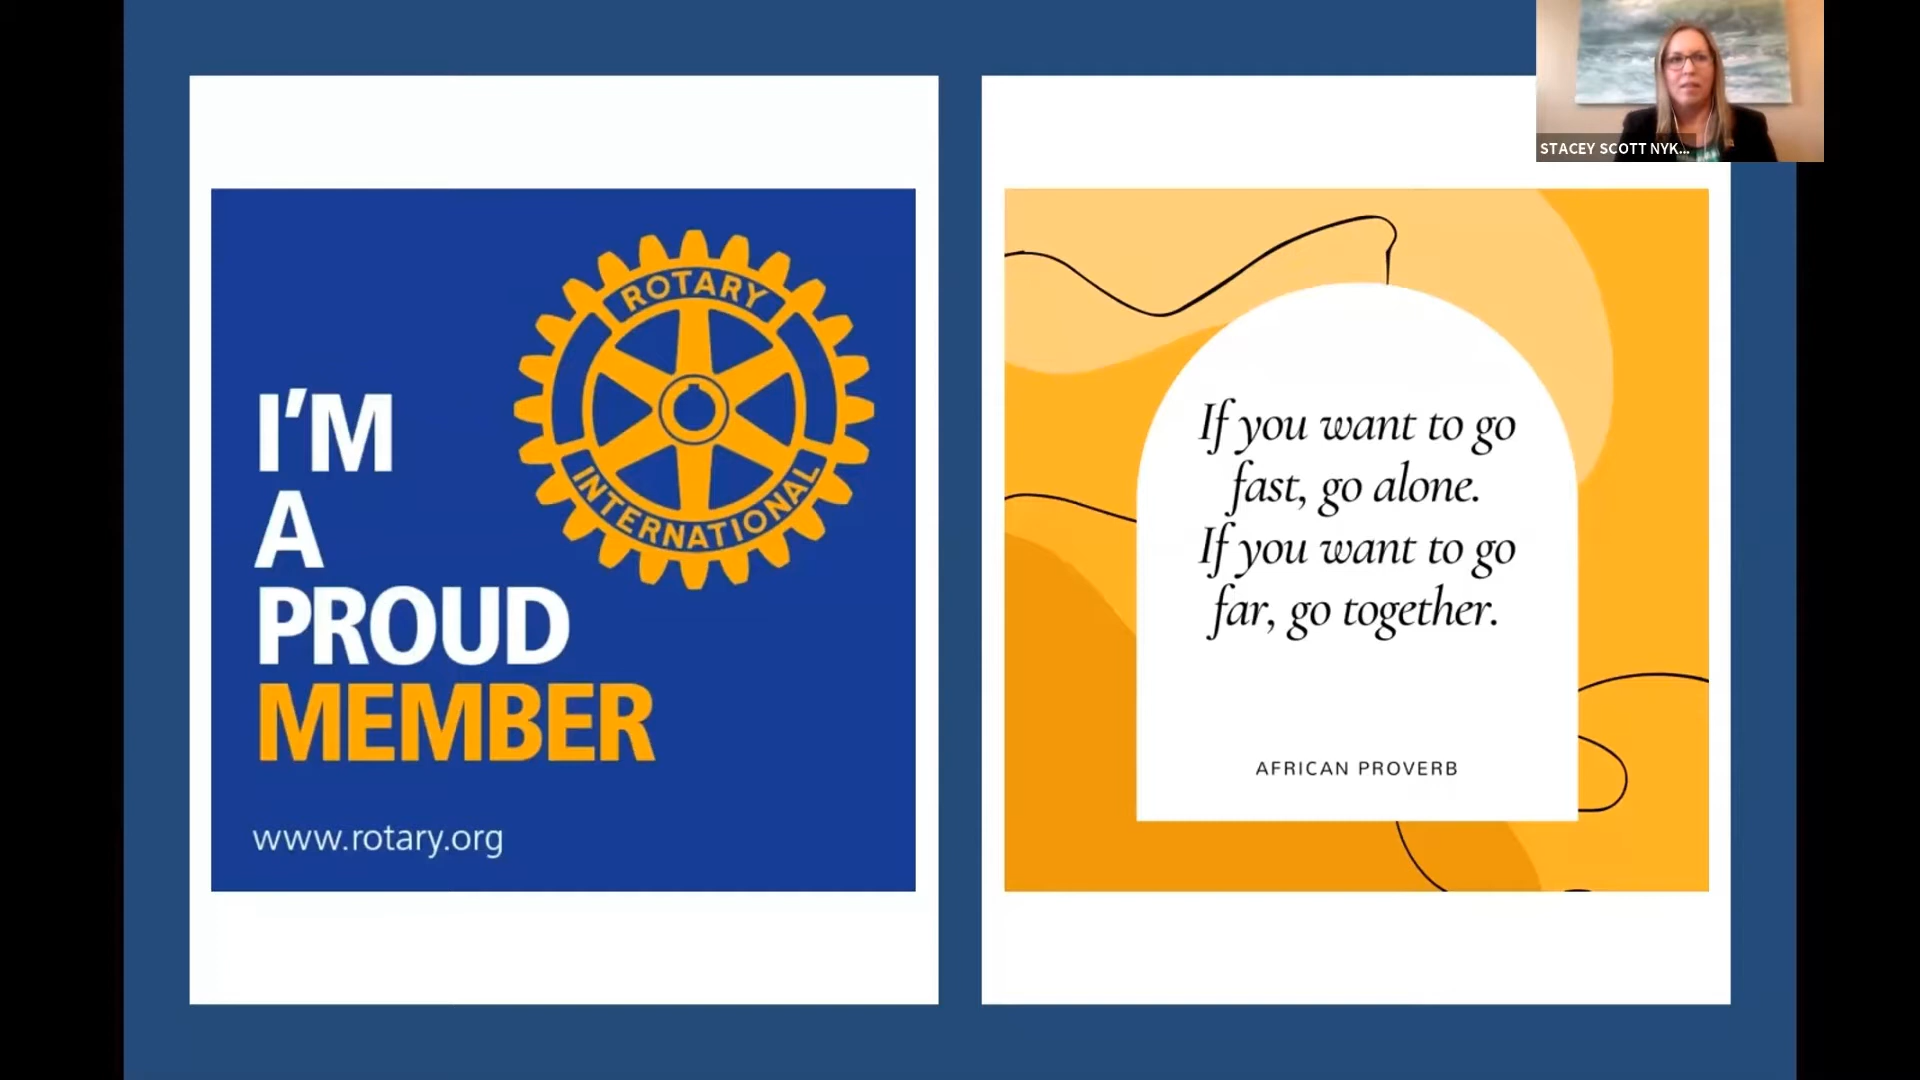 STACEY SCOTT NYK...
ROTARY
INTERNATIONAL
I'M
A
PROUD
MEMBER
www.rotary.org
If you want to go
fast, go alone.
If you want to go
far, go together.
AFRICAN PROVERB